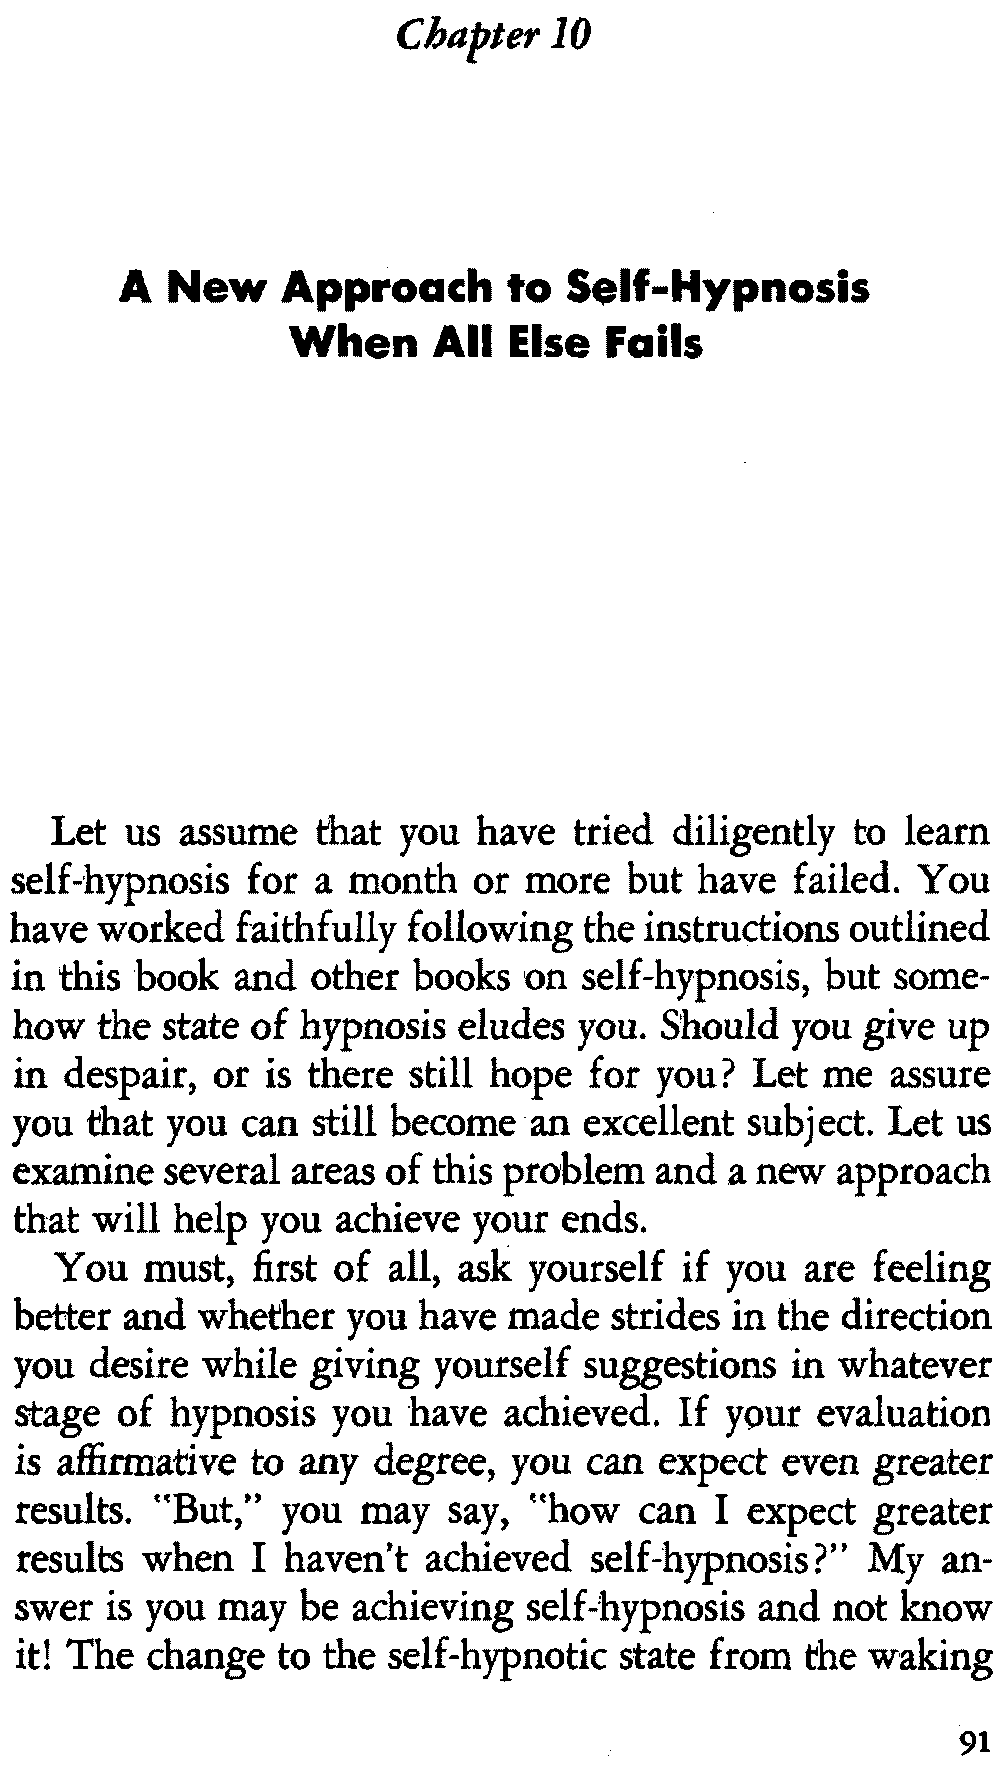 Chapter 10
A New Approach to Self-Hypnosis
When All Else Fails
Let us assume that you have tried diligently to learn
self-hypnosis for a month or more but have failed. You
have worked faithfully following the instructions outlined
in this book and other books on self-hypnosis, but some-
how the state of hypnosis eludes you. Should you give up
in despair, or is there still hope for you? Let me assure
you that you can still become an excellent subject. Let us
examine several areas of this problem and a new approach
that will help you achieve your ends.
You must, first of all, ask yourself if you are feeling
better and whether you have made strides in the direction
you desire while giving yourself suggestions in whatever
stage of hypnosis you have achieved. If your evaluation
is affirmative to any degree, you can expect even greater
results. "But," you may say, "how can I expect greater
results when I haven't achieved self-hypnosis?" My an-
swer is you may be achieving self-hypnosis and not know
it! The change to the self-hypnotic state from the waking
91